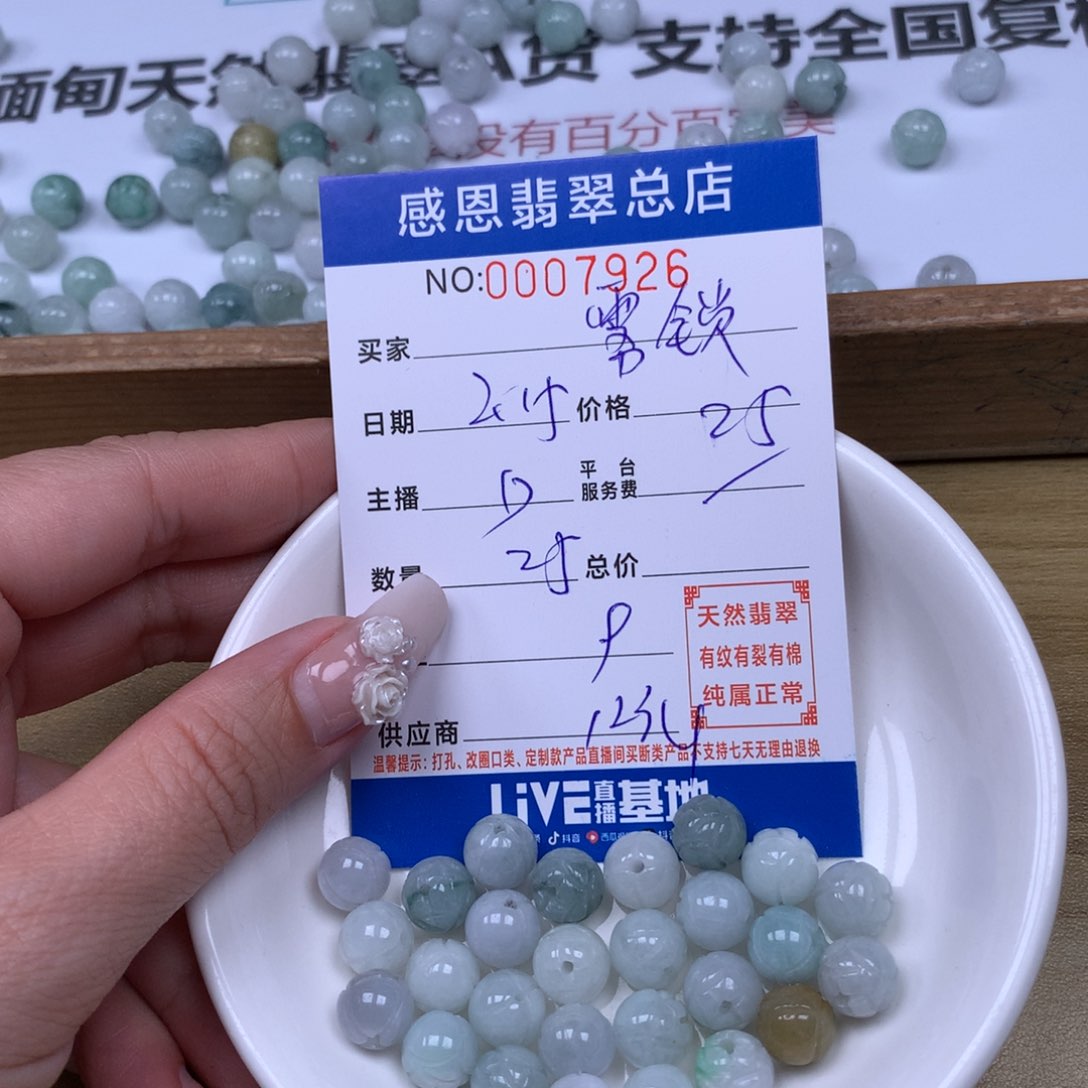 缅甸天然翡翠A货 支持全国复检
没有百分百完美
感恩翡翠总店
NO:0007926
买家 雾锁
日期 价格 25
主播
平台
服务费
数量 总价
天然翡翠
有纹有裂有棉
纯属正常
供应商
温馨提示：打孔、改圈口类、定制款产品直播间买断类产品不支持七天无理由退换
LiVE直播基地
抖音